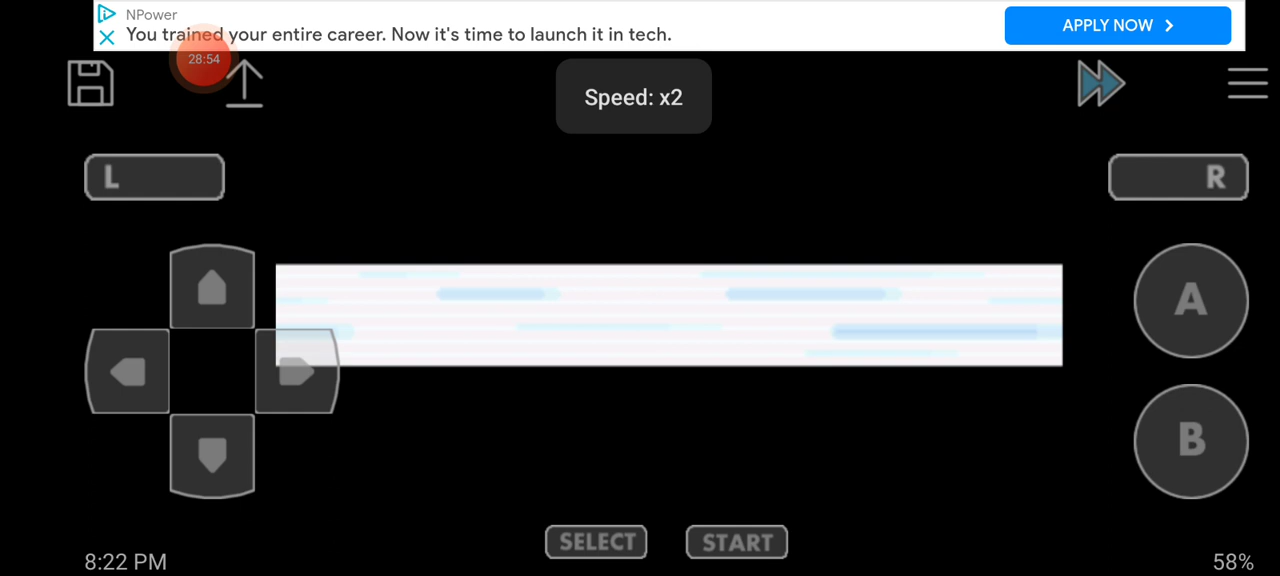 NPower
You trained your entire career. Now it's time to launch it in tech.
APPLY NOW
28:54
Speed: x2
L
R
A
B
SELECT
START
8:22 PM
58%